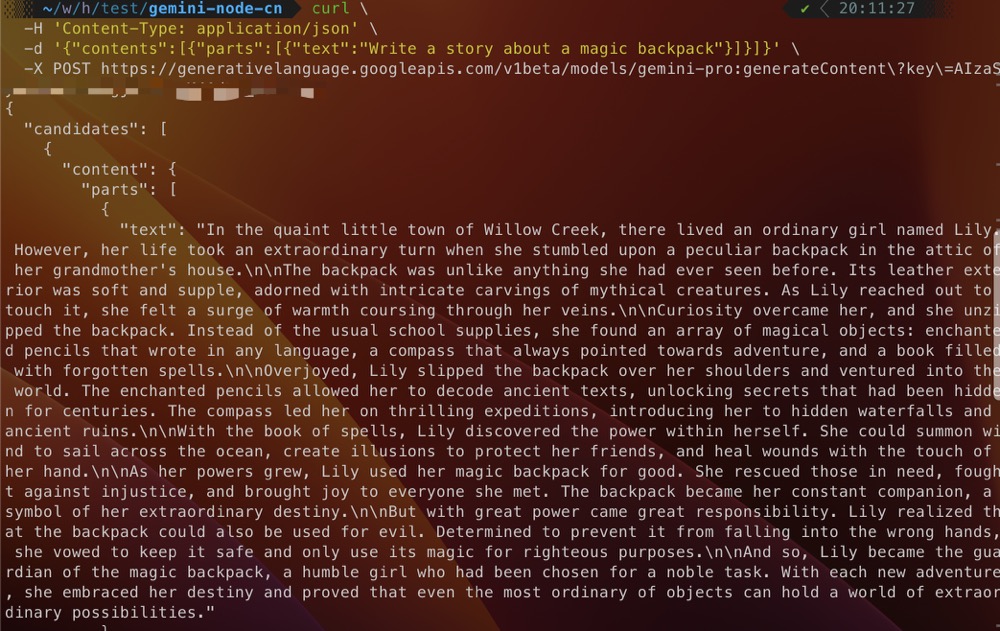 ~/w/h/test/gemini-node-cn curl \ ✔ 20:11:27
-H 'Content-Type: application/json' \
-d '{"contents":[{"parts":[{"text":"Write a story about a magic backpack"}]}]}' \
-X POST https://generativelanguage.googleapis.com/v1beta/models/gemini-pro:generateContent\?key\=AIzaS
{
"candidates": [
{
"content": {
"parts": [
{
"text": "In the quaint little town of Willow Creek, there lived an ordinary girl named Lily.
However, her life took an extraordinary turn when she stumbled upon a peculiar backpack in the attic of
her grandmother's house.\n\nThe backpack was unlike anything she had ever seen before. Its leather exte
rior was soft and supple, adorned with intricate carvings of mythical creatures. As Lily reached out to
touch it, she felt a surge of warmth coursing through her veins.\n\nCuriosity overcame her, and she unzi
pped the backpack. Instead of the usual school supplies, she found an array of magical objects: enchante
d pencils that wrote in any language, a compass that always pointed towards adventure, and a book filled
with forgotten spells.\n\nOverjoyed, Lily slipped the backpack over her shoulders and ventured into the
world. The enchanted pencils allowed her to decode ancient texts, unlocking secrets that had been hidde
n for centuries. The compass led her on thrilling expeditions, introducing her to hidden waterfalls and
ancient ruins.\n\nWith the book of spells, Lily discovered the power within herself. She could summon wi
nd to sail across the ocean, create illusions to protect her friends, and heal wounds with the touch of
her hand.\n\nAs her powers grew, Lily used her magic backpack for good. She rescued those in need, fough
t against injustice, and brought joy to everyone she met. The backpack became her constant companion, a
symbol of her extraordinary destiny.\n\nBut with great power came great responsibility. Lily realized th
at the backpack could also be used for evil. Determined to prevent it from falling into the wrong hands,
she vowed to keep it safe and only use its magic for righteous purposes.\n\nAnd so, Lily became the gua
rdian of the magic backpack, a humble girl who had been chosen for a noble task. With each new adventure
, she embraced her destiny and proved that even the most ordinary of objects can hold a world of extraor
dinary possibilities."
}